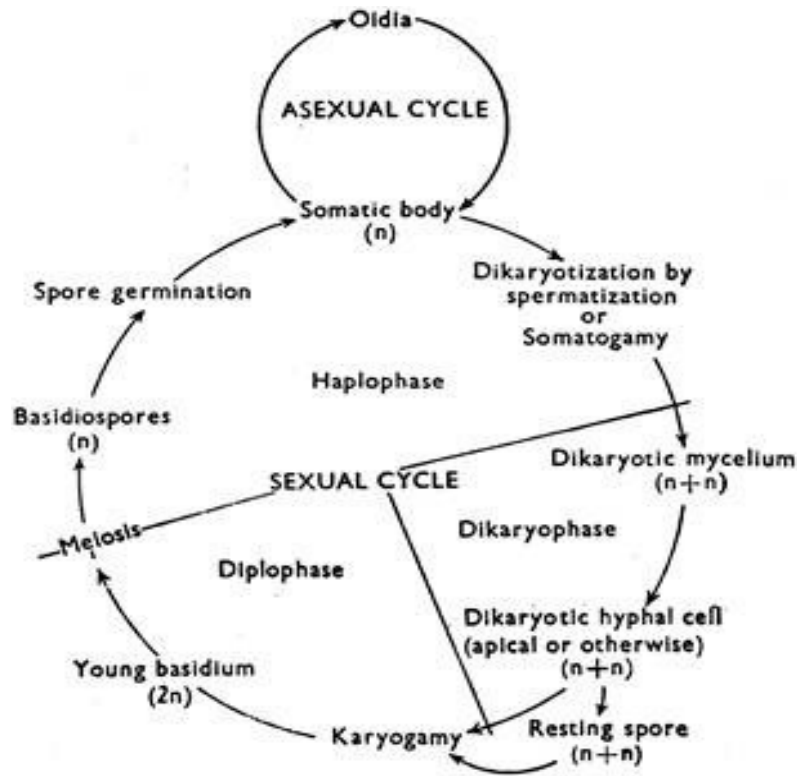 Oidia
ASEXUAL CYCLE
Somatic body
(n)
Spore germination
Dikaryotization by
spermatization
or
Somatogamy
Haplophase
Basidiospores
(n)
Dikaryotic mycelium
(n+n)
SEXUAL CYCLE
Meiosis
Dikaryophase
Diplophase
Dikaryotic hyphal cell
(apical or otherwise)
(n+n)
Young basidium
(2n)
Karyogamy
Resting spore
(n+n)